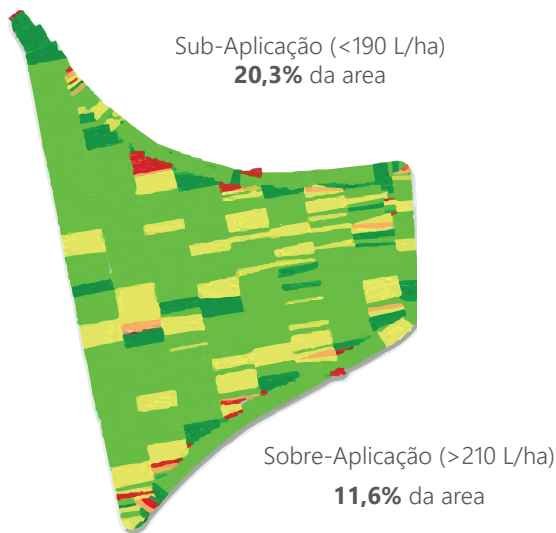 Sub-Aplicação (<190 L/ha)
20,3% da area
Sobre-Aplicação (>210 L/ha)
11,6% da area